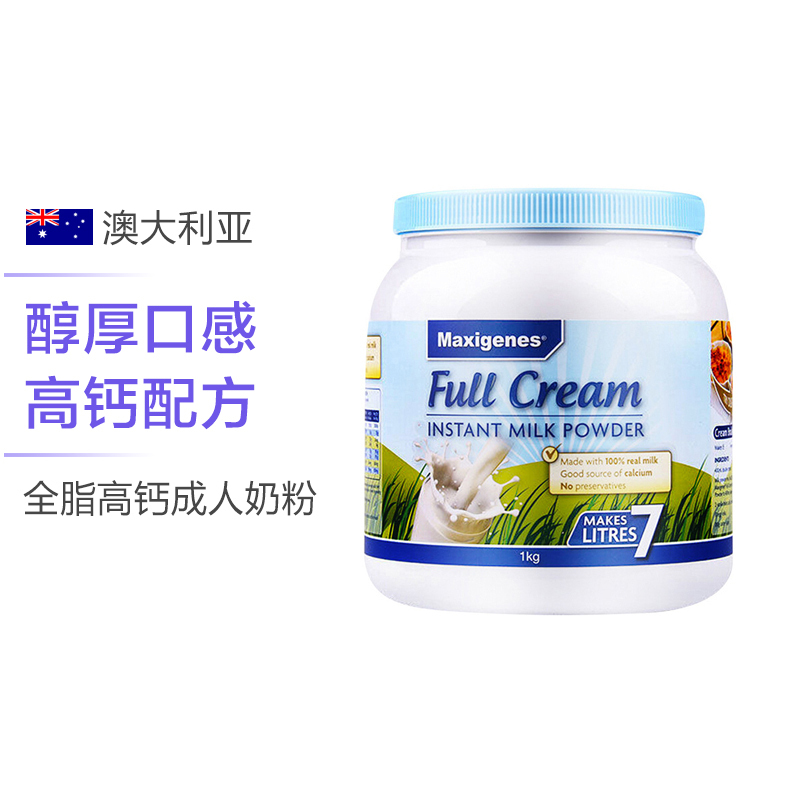 澳大利亚
醇厚口感
高钙配方
全脂高钙成人奶粉
Maxigenes®
Full Cream
INSTANT MILK POWDER
Made with 100% real milk
Good source of calcium
No preservatives
MAKES
LITRES 7
1kg